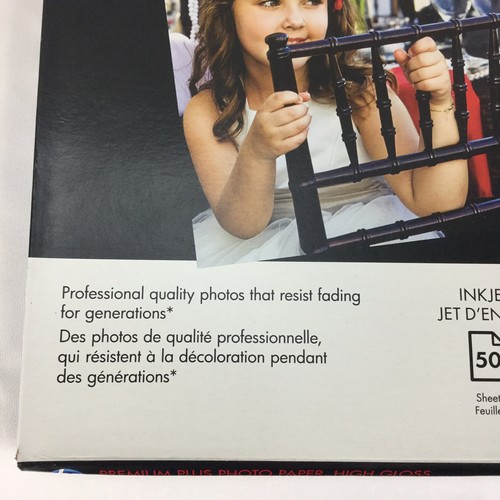 Professional quality photos that resist fading
for generations*
Des photos de qualité professionnelle,
qui résistent à la décoloration pendant
des générations*
INKJE
JET D'EN
50
Sheet
Feuille
PREMIUM PLUS PHOTO PAPER, HIGH GLOSS